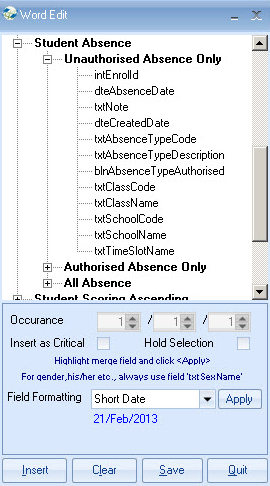 Word Edit
Student Absence
Unauthorised Absence Only
intEnrolId
dteAbsenceDate
txtNote
dteCreatedDate
txtAbsenceTypeCode
txtAbsenceTypeDescription
blnAbsenceTypeAuthorised
txtClassCode
txtClassName
txtSchoolCode
txtSchoolName
txtTimeSlotName
Authorised Absence Only
All Absence
Student Scoring Ascending
Occurance 1 / 1 / 1
Insert as Critical Hold Selection
Highlight merge field and click <Apply>
For gender,his/her etc., always use field 'txtSexName'
Field Formatting Short Date Apply
21/Feb/2013
Insert Clear Save Quit